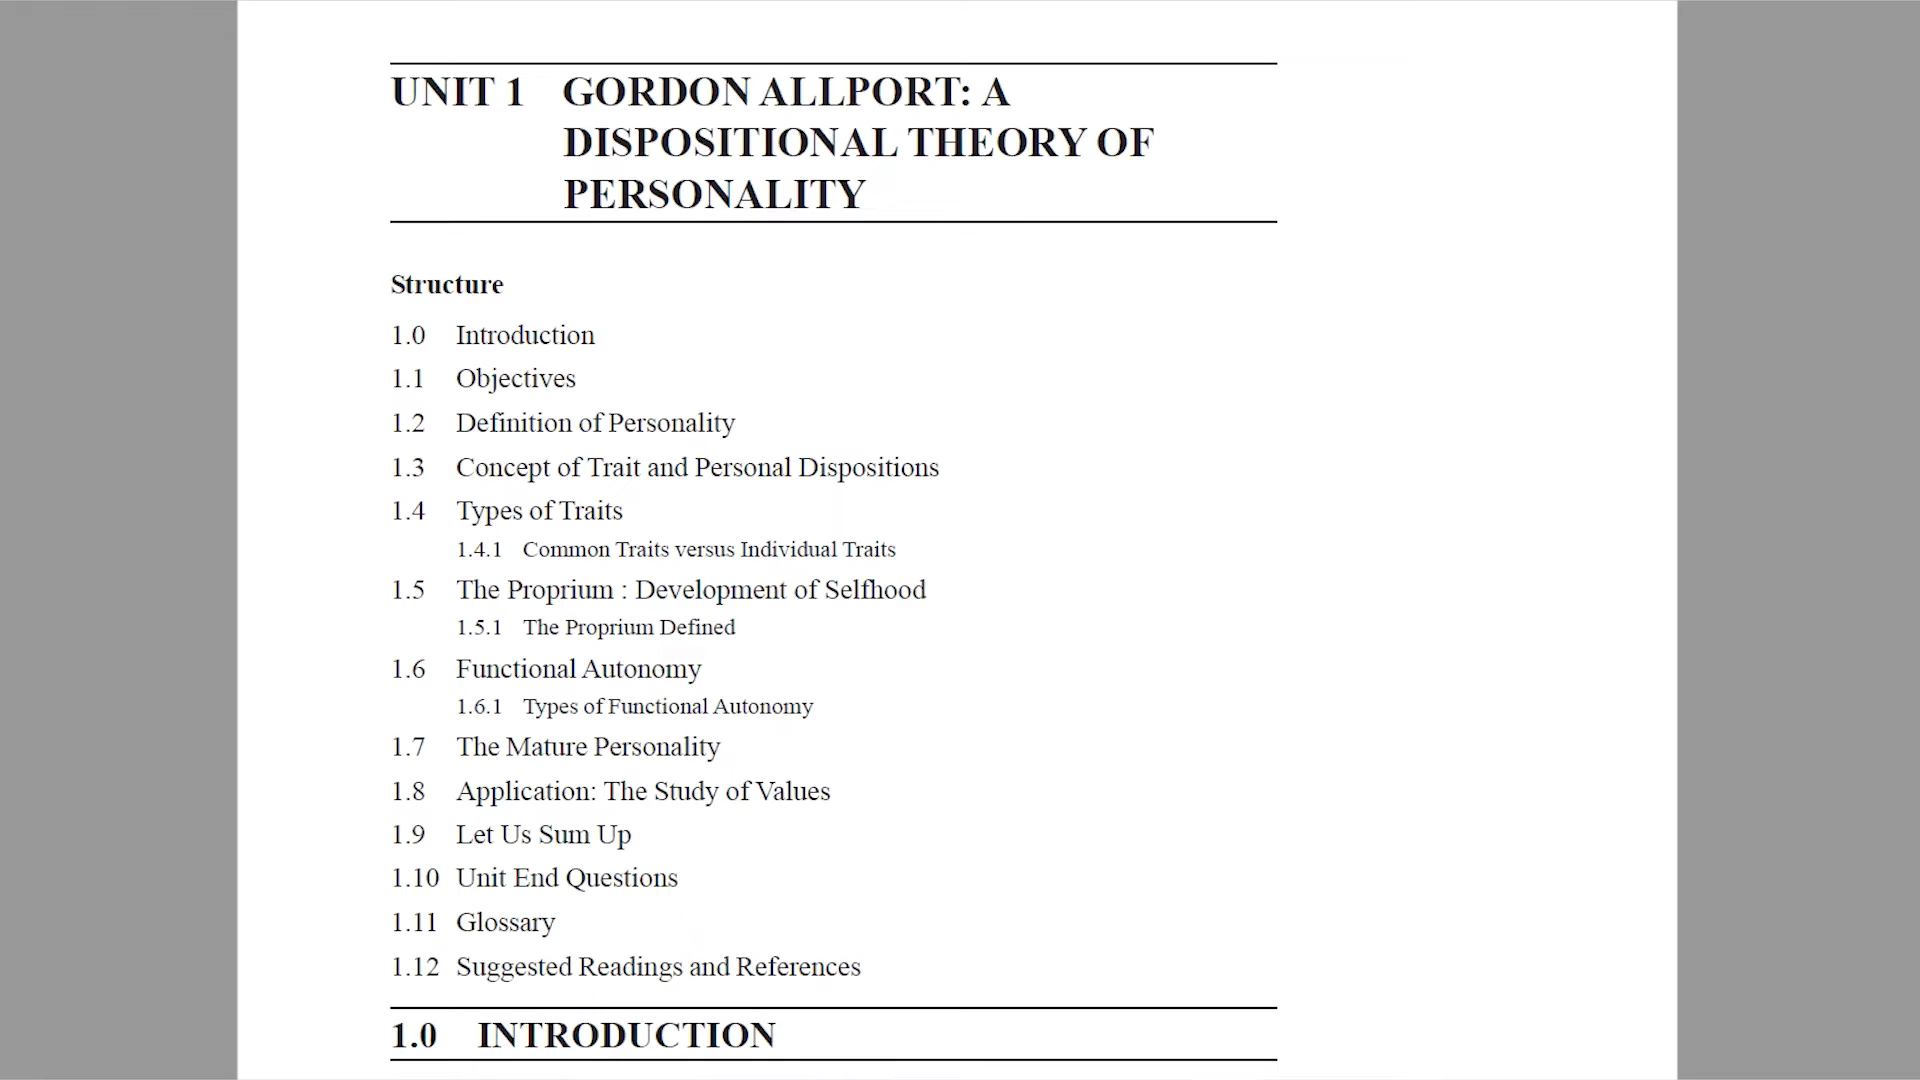 UNIT 1 GORDON ALLPORT: A
DISPOSITIONAL THEORY OF
PERSONALITY
Structure
1.0 Introduction
1.1 Objectives
1.2 Definition of Personality
1.3 Concept of Trait and Personal Dispositions
1.4 Types of Traits
1.4.1 Common Traits versus Individual Traits
1.5 The Proprium : Development of Selfhood
1.5.1 The Proprium Defined
1.6 Functional Autonomy
1.6.1 Types of Functional Autonomy
1.7 The Mature Personality
1.8 Application: The Study of Values
1.9 Let Us Sum Up
1.10 Unit End Questions
1.11 Glossary
1.12 Suggested Readings and References
1.0 INTRODUCTION